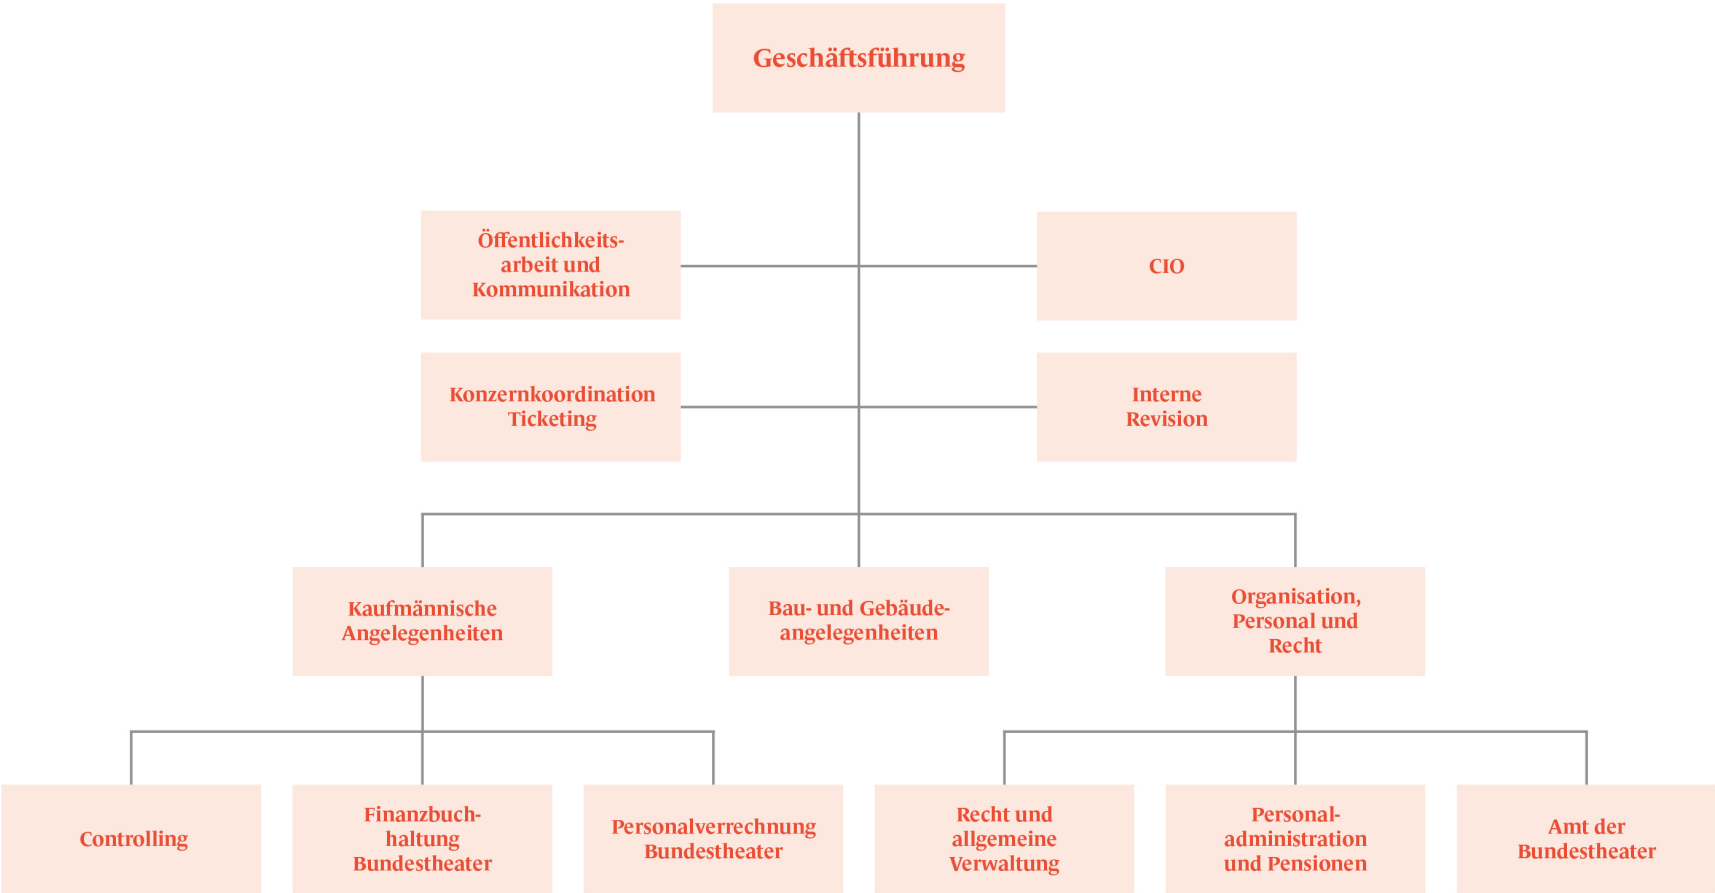 Geschäftsführung
Öffentlichkeits-
arbeit und
Kommunikation
CIO
Konzernkoordination
Ticketing
Interne
Revision
Kaufmännische
Angelegenheiten
Bau- und Gebäude-
angelegenheiten
Organisation,
Personal und
Recht
Controlling
Finanzbuch-
haltung
Bundestheater
Personalverrechnung
Bundestheater
Recht und
allgemeine
Verwaltung
Personal-
administration
und Pensionen
Amt der
Bundestheater